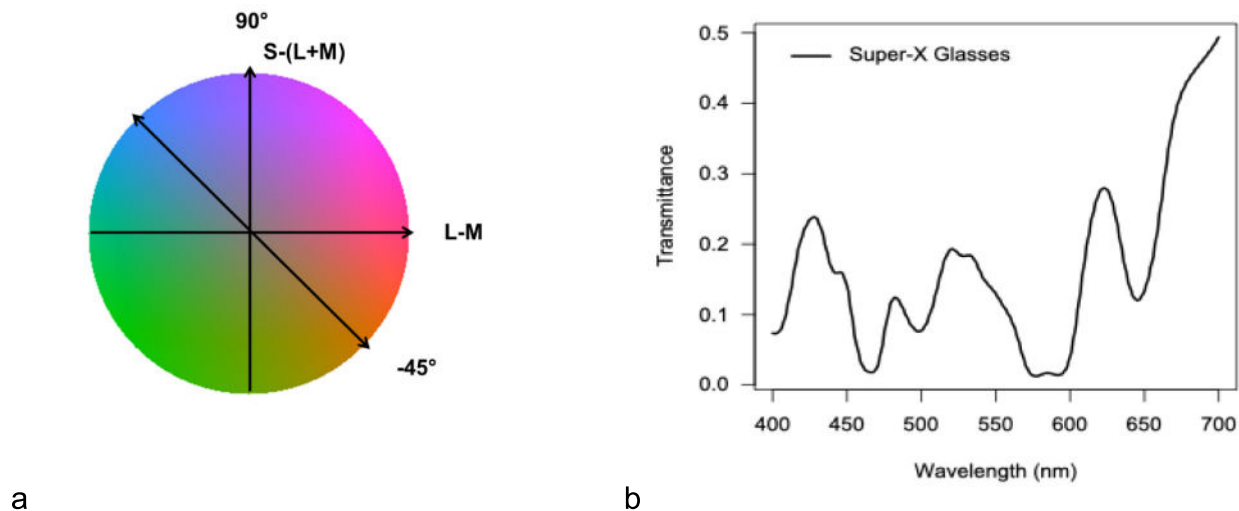 90°
S-(L+M)
L-M
-45°
a
Super-X Glasses
Transmittance
0.5
0.4
0.3
0.2
0.1
0.0
400 450 500 550 600 650 700
Wavelength (nm)
b